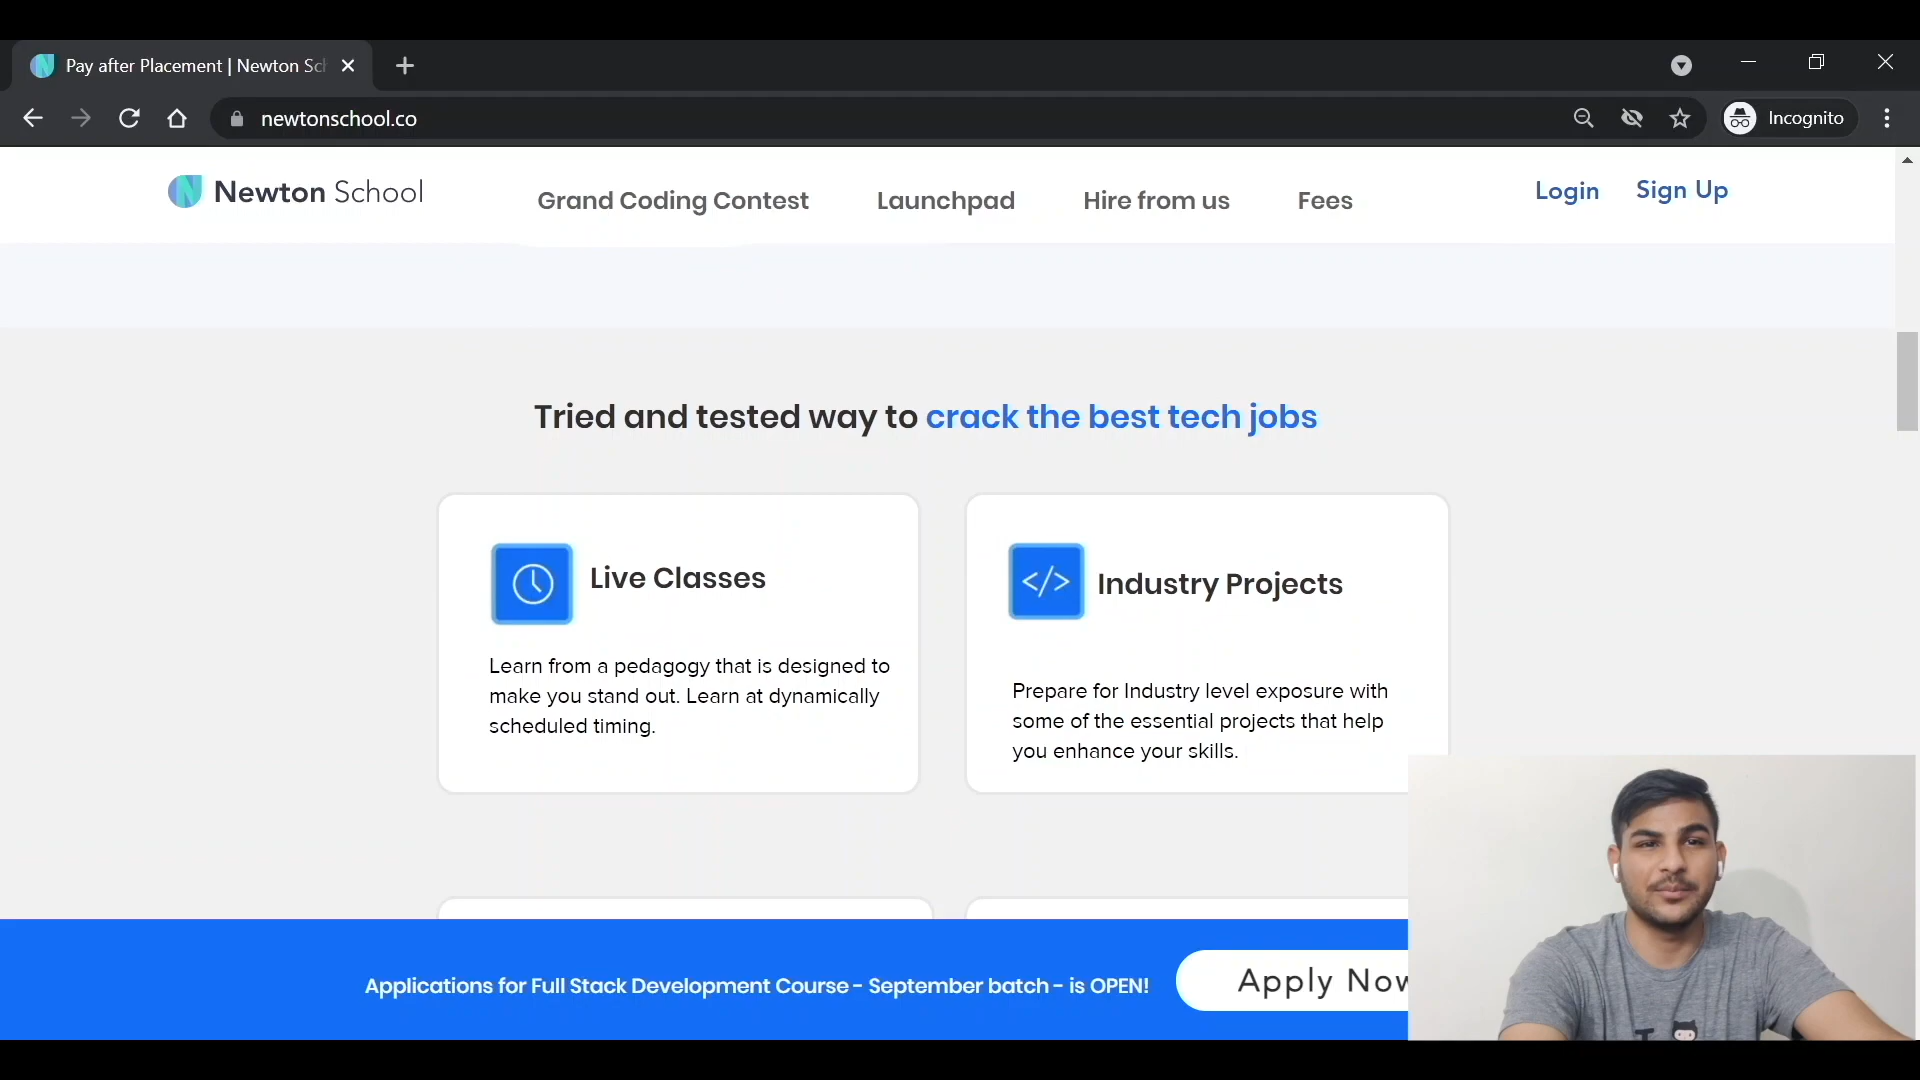 Pay after Placement | Newton Sch
newtonschool.co
Incognito
Newton School
Grand Coding Contest
Launchpad
Hire from us
Fees
Login
Sign Up
Tried and tested way to crack the best tech jobs
Live Classes
Learn from a pedagogy that is designed to
make you stand out. Learn at dynamically
scheduled timing.
</> Industry Projects
Prepare for Industry level exposure with
some of the essential projects that help
you enhance your skills.
Applications for Full Stack Development Course - September batch - is OPEN!
Apply Now